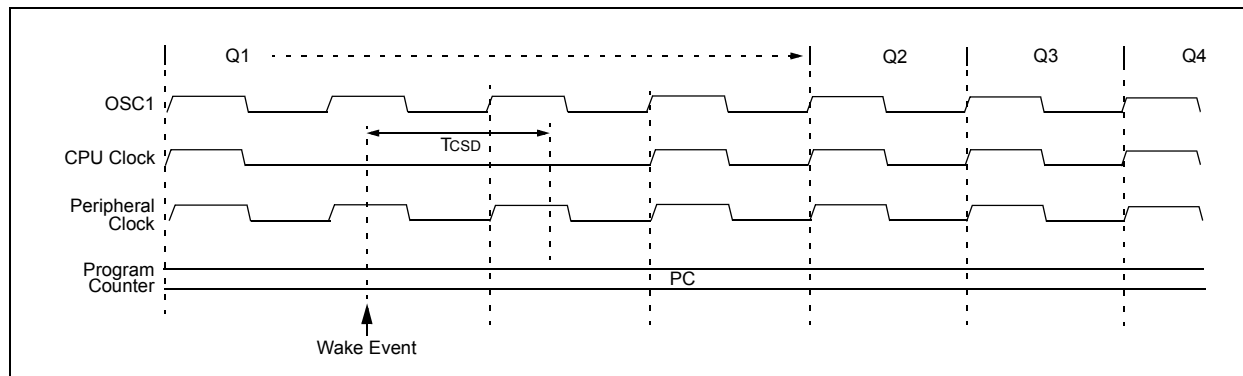 Q1 Q2 Q3 Q4
OSC1
TCSD
CPU Clock
Peripheral
Clock
Program
Counter
PC
Wake Event